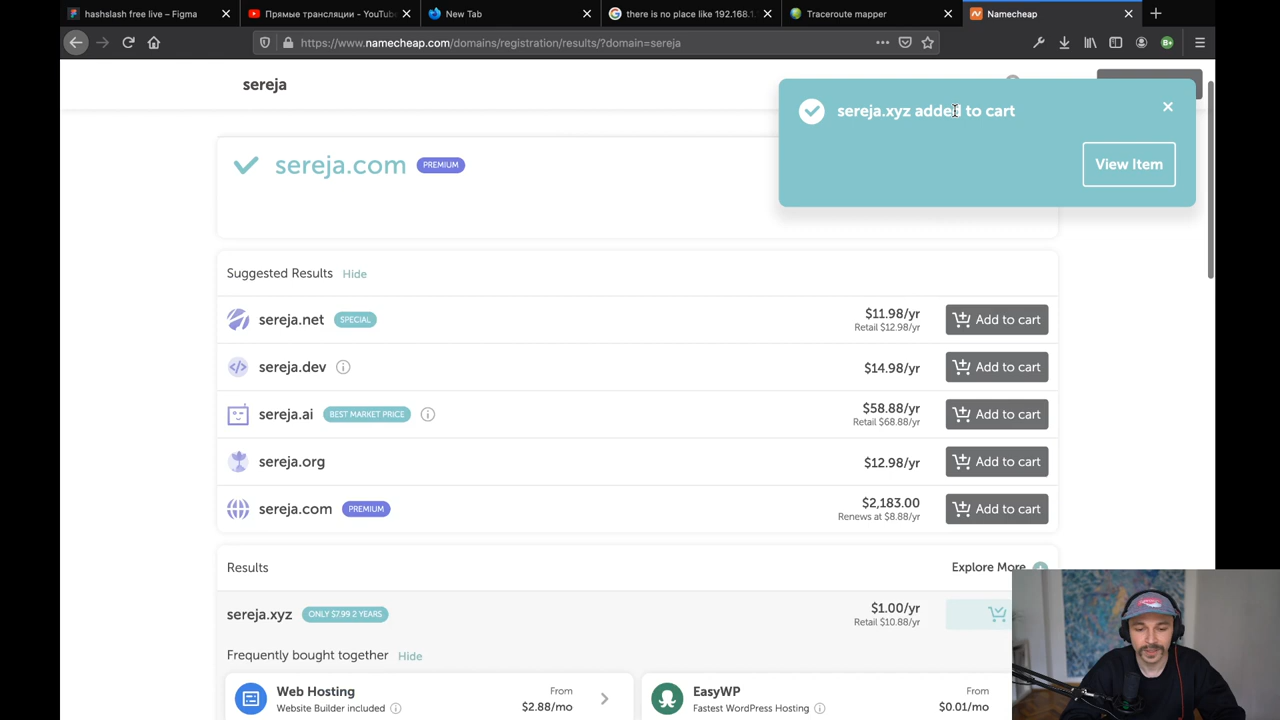 hashslash free live – Figma
Прямые трансляции - YouTube
New Tab
there is no place like 192.168.1.
Traceroute mapper
Namecheap
https://www.namecheap.com/domains/registration/results/?domain=sereja
B+
sereja
sereja.xyz added to cart
View Item
sereja.com PREMIUM
Suggested Results Hide
sereja.net SPECIAL
$11.98/yr
Retail $12.98/yr
Add to cart
sereja.dev
$14.98/yr
Add to cart
sereja.ai BEST MARKET PRICE
$58.88/yr
Retail $68.88/yr
Add to cart
sereja.org
$12.98/yr
Add to cart
sereja.com PREMIUM
$2,183.00
Renews at $8.88/yr
Add to cart
Results
Explore More
sereja.xyz ONLY $7.99 2 YEARS
$1.00/yr
Retail $10.88/yr
Frequently bought together Hide
Web Hosting
Website Builder included
From
$2.88/mo
EasyWP
Fastest WordPress Hosting
From
$0.01/mo